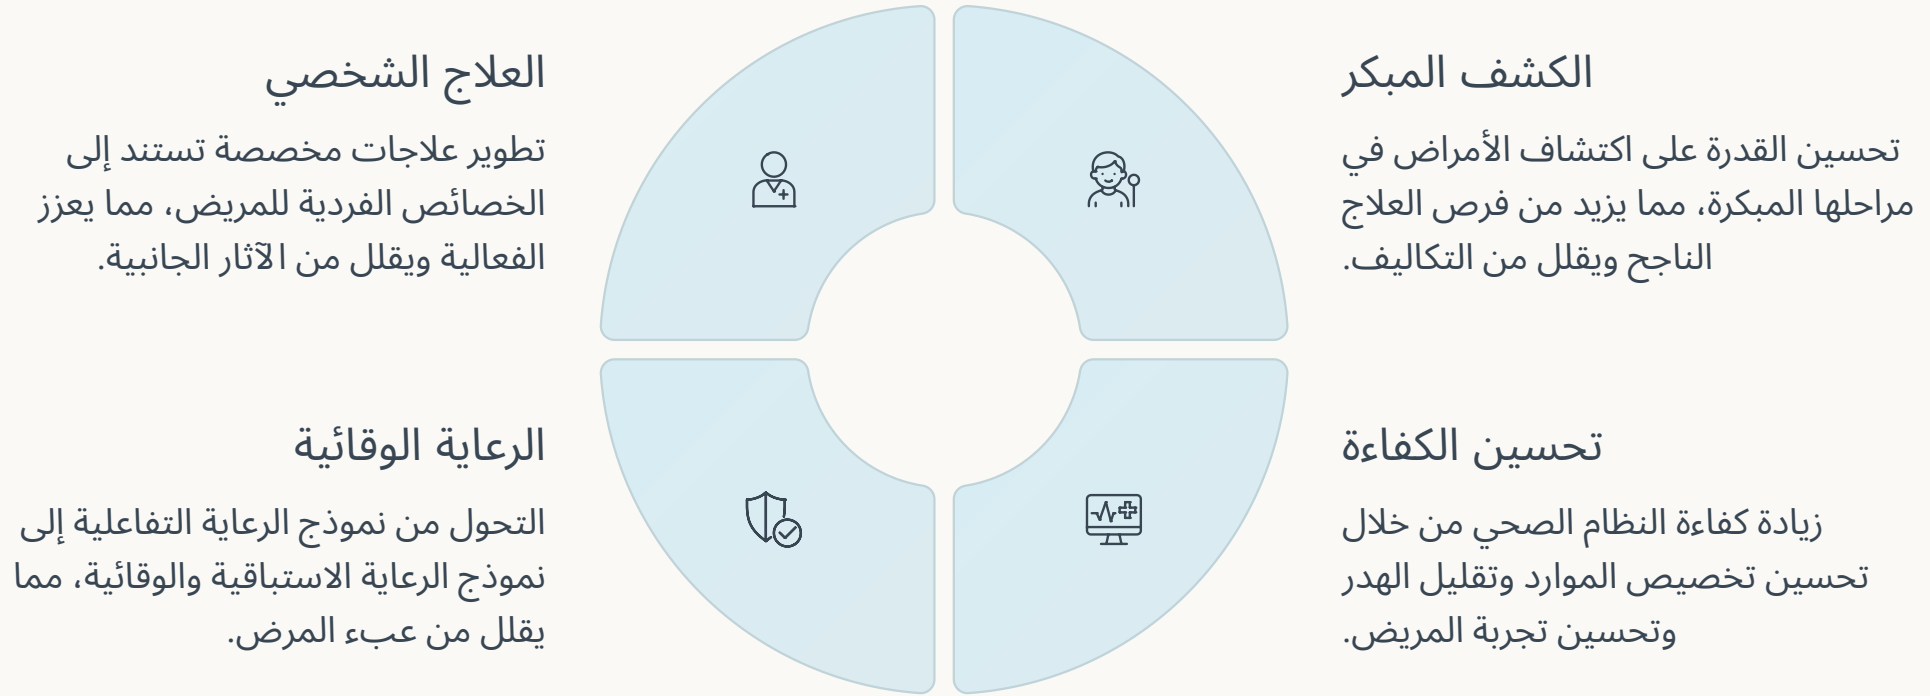 الكشف المبكر
تحسين القدرة على اكتشاف الأمراض في
مراحلها المبكرة، مما يزيد من فرص العلاج
الناجح ويقلل من التكاليف.
العلاج الشخصي
تطوير علاجات مخصصة تستند إلى
الخصائص الفردية للمريض، مما يعزز
الفعالية ويقلل من الآثار الجانبية.
تحسين الكفاءة
زيادة كفاءة النظام الصحي من خلال
تحسين تخصيص الموارد وتقليل الهدر
وتحسين تجربة المريض.
الرعاية الوقائية
التحول من نموذج الرعاية التفاعلية إلى
نموذج الرعاية الاستباقية والوقائية، مما
يقلل من عبء المرض.